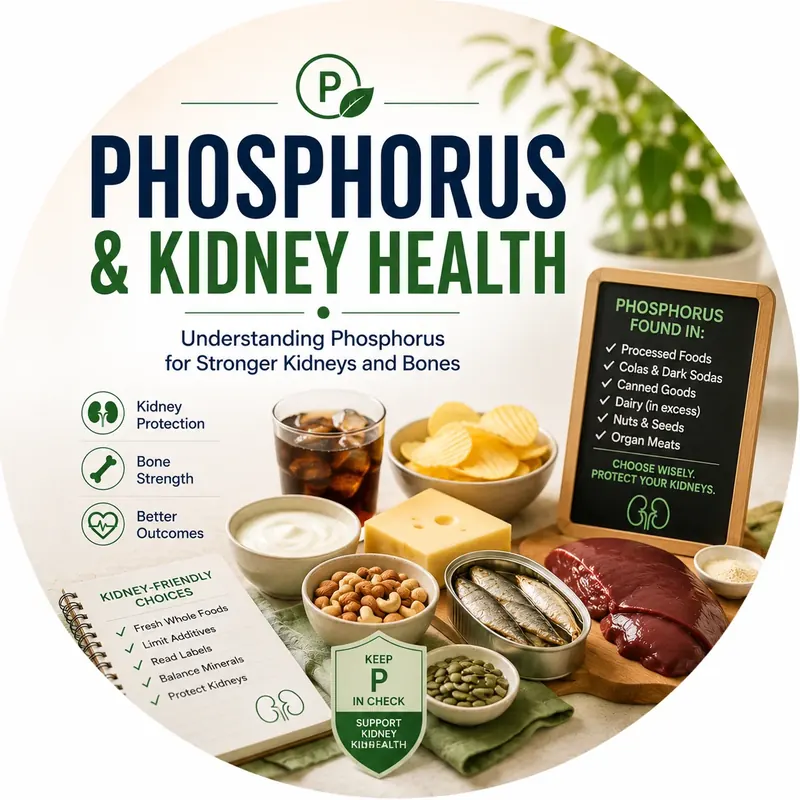 P
PHOSPHORUS
& KIDNEY HEALTH
Understanding Phosphorus
for Stronger Kidneys and Bones
Kidney
Protection
Bone
Strength
Better
Outcomes
PHOSPHORUS
FOUND IN:
✓ Processed Foods
✓ Colas & Dark Sodas
✓ Canned Goods
✓ Dairy (in excess)
✓ Nuts & Seeds
✓ Organ Meats
CHOOSE WISELY.
PROTECT YOUR KIDNEYS.
KIDNEY-FRIENDLY
CHOICES
✓ Fresh Whole Foods
✓ Limit Additives
✓ Read Labels
✓ Balance Minerals
✓ Protect Kidneys
KEEP
P
IN CHECK
SUPPORT
KIDNEY